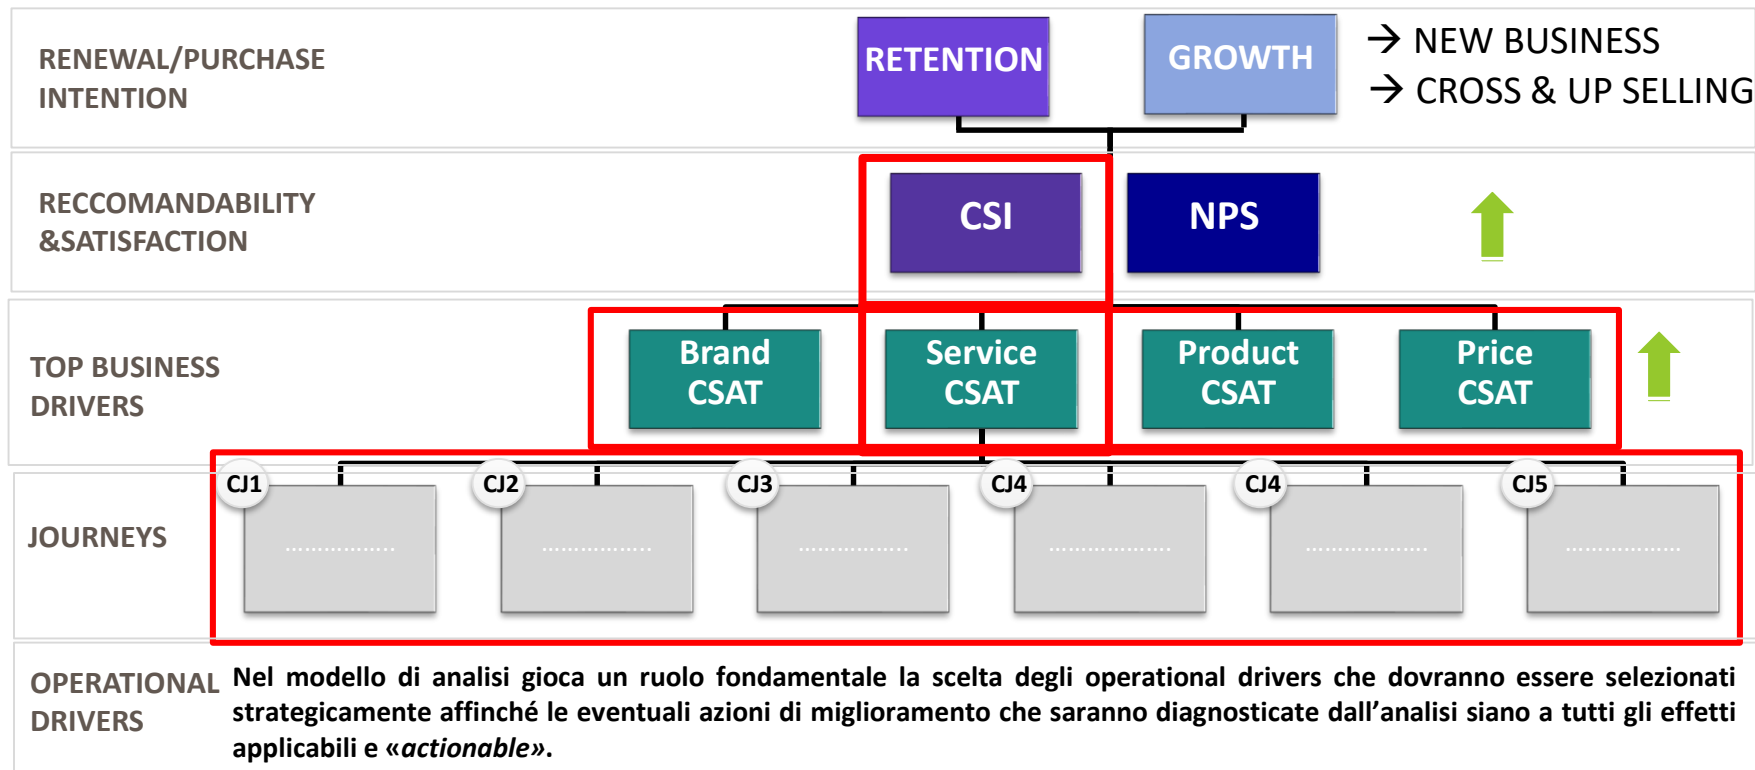 RENEWAL/PURCHASE
INTENTION
RETENTION
GROWTH
→ NEW BUSINESS
→ CROSS & UP SELLING
RECCOMANDABILITY
&SATISFACTION
CSI
NPS
TOP BUSINESS
DRIVERS
Brand
CSAT
Service
CSAT
Product
CSAT
Price
CSAT
JOURNEYS
CJ1
……………..
CJ2
……………..
CJ3
……………..
CJ4
………………..
CJ4
………………..
CJ5
……………….
OPERATIONAL
DRIVERS
Nel modello di analisi gioca un ruolo fondamentale la scelta degli operational drivers che dovranno essere selezionati
strategicamente affinché le eventuali azioni di miglioramento che saranno diagnosticate dall’analisi siano a tutti gli effetti
applicabili e «actionable».